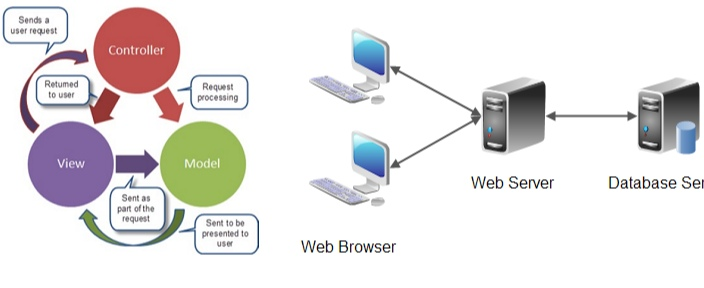 Sends a
user request
Controller
Returned
to user
Request
processing
View
Model
Sent as
part of the
request
Sent to be
presented to
user
Web Server
Database Ser
Web Browser